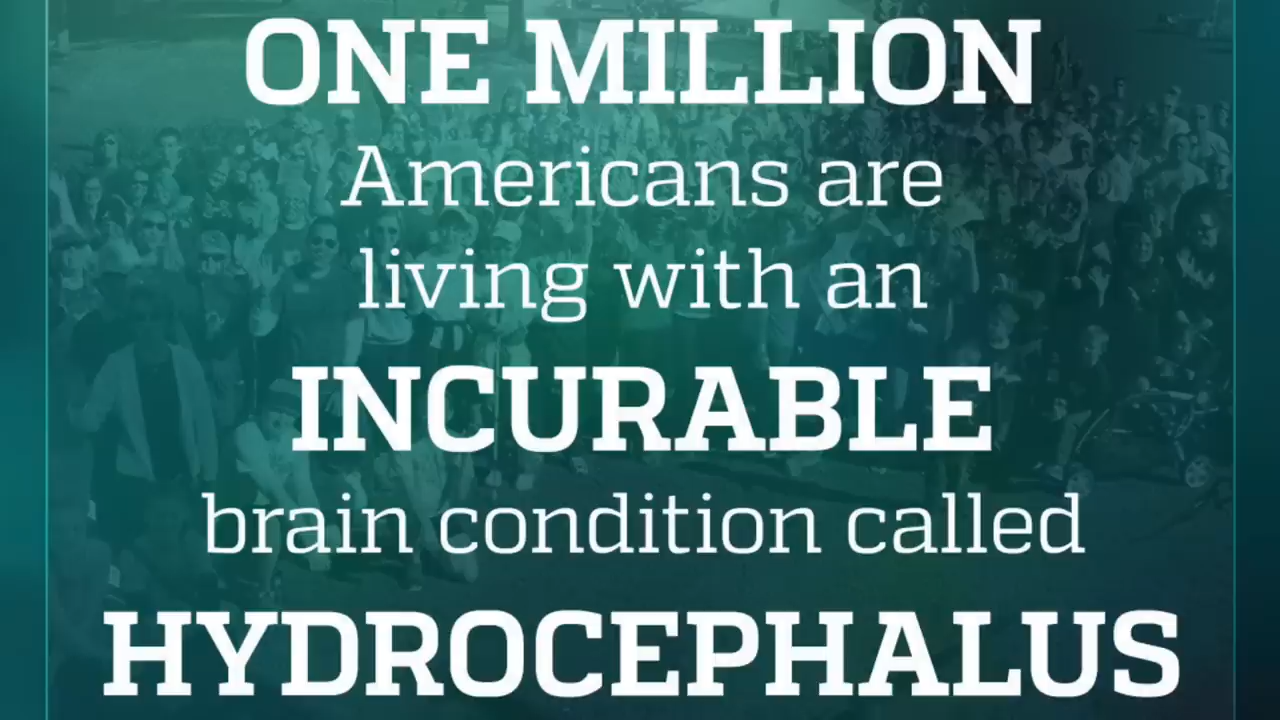 ONE MILLION
Americans are
living with an
INCURABLE
brain condition called
HYDROCEPHALUS